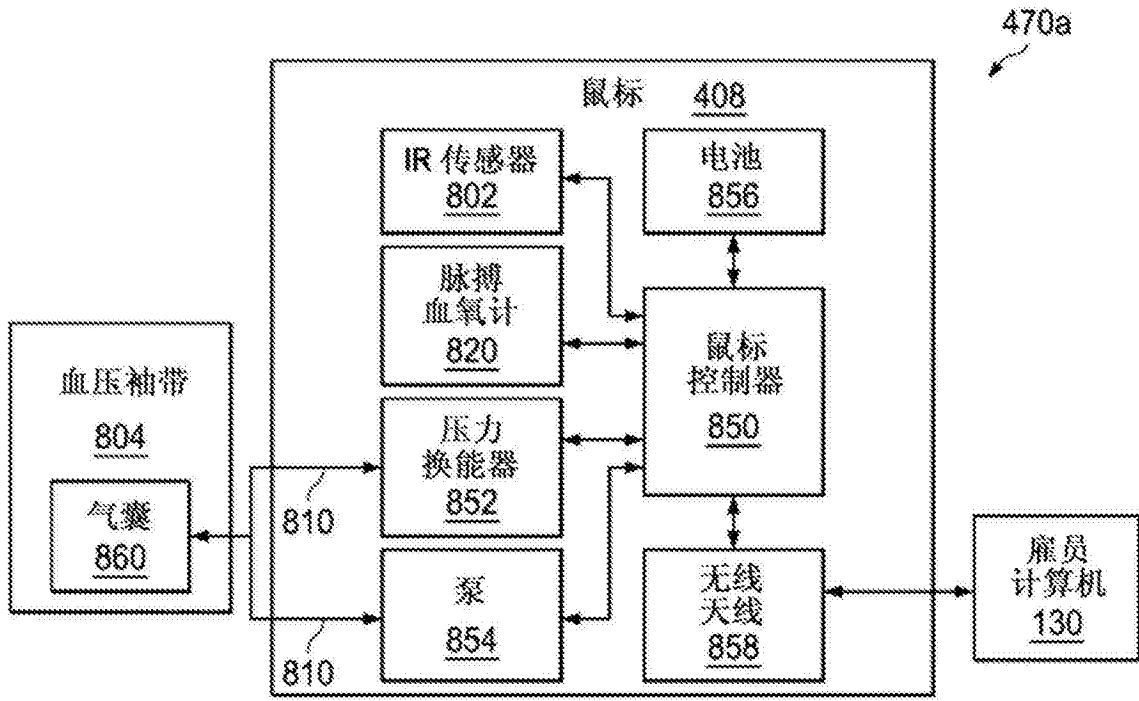 470a
鼠标 408
IR 传感器
802
电池
856
脉搏
血氧计
820
鼠标
控制器
850
血压袖带
804
气囊
860
压力
换能器
852
810
泵
854
810
无线
天线
858
雇员
计算机
130